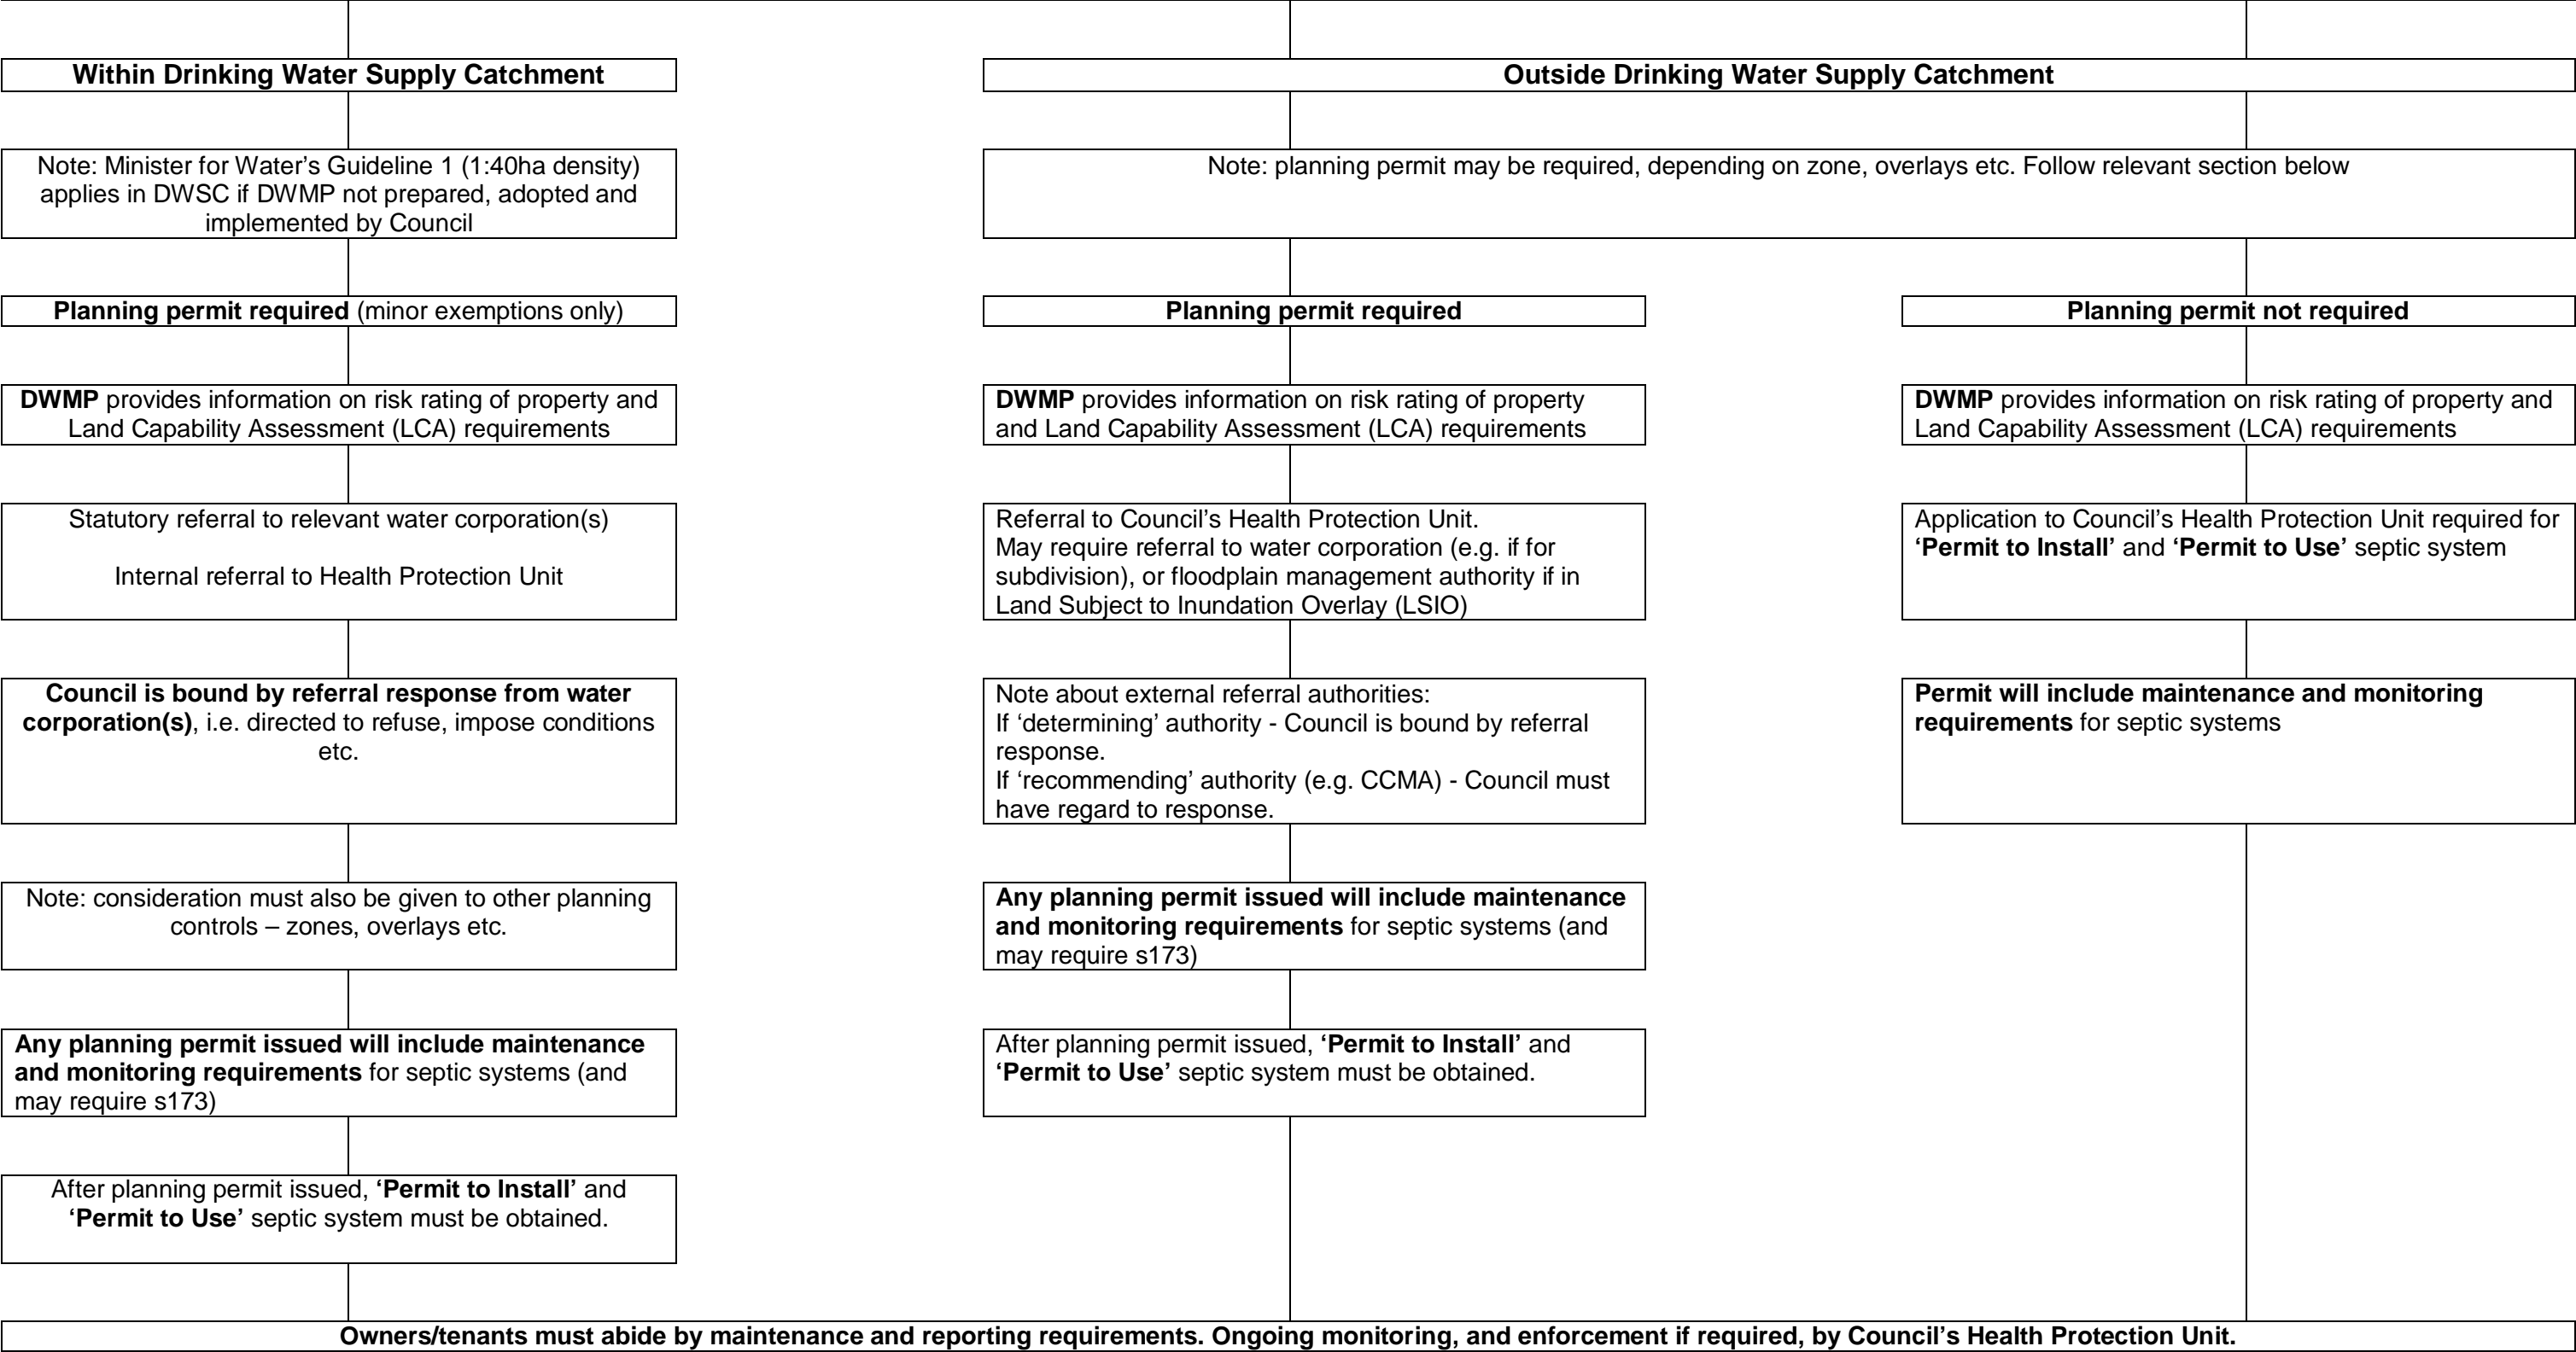 Within Drinking Water Supply Catchment
Outside Drinking Water Supply Catchment
Note: Minister for Water’s Guideline 1 (1:40ha density)
applies in DWSC if DWMP not prepared, adopted and
implemented by Council
Note: planning permit may be required, depending on zone, overlays etc. Follow relevant section below
Planning permit required (minor exemptions only)
Planning permit required
Planning permit not required
DWMP provides information on risk rating of property and
Land Capability Assessment (LCA) requirements
DWMP provides information on risk rating of property
and Land Capability Assessment (LCA) requirements
DWMP provides information on risk rating of property and
Land Capability Assessment (LCA) requirements
Statutory referral to relevant water corporation(s)
Internal referral to Health Protection Unit
Referral to Council’s Health Protection Unit.
May require referral to water corporation (e.g. if for
subdivision), or floodplain management authority if in
Land Subject to Inundation Overlay (LSIO)
Application to Council’s Health Protection Unit required for
‘Permit to Install’ and ‘Permit to Use’ septic system
Council is bound by referral response from water
corporation(s), i.e. directed to refuse, impose conditions
etc.
Note about external referral authorities:
If ‘determining’ authority - Council is bound by referral
response.
If ‘recommending’ authority (e.g. CCMA) - Council must
have regard to response.
Permit will include maintenance and monitoring
requirements for septic systems
Note: consideration must also be given to other planning
controls – zones, overlays etc.
Any planning permit issued will include maintenance
and monitoring requirements for septic systems (and
may require s173)
Any planning permit issued will include maintenance
and monitoring requirements for septic systems (and
may require s173)
After planning permit issued, ‘Permit to Install’ and
‘Permit to Use’ septic system must be obtained.
After planning permit issued, ‘Permit to Install’ and
‘Permit to Use’ septic system must be obtained.
Owners/tenants must abide by maintenance and reporting requirements. Ongoing monitoring, and enforcement if required, by Council’s Health Protection Unit.